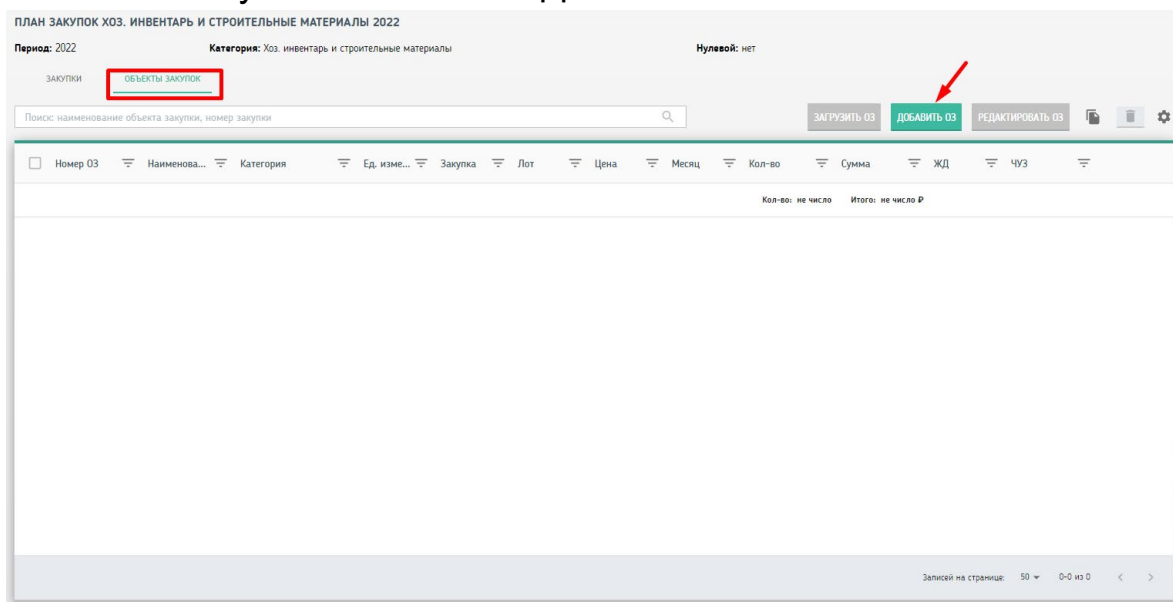 ПЛАН ЗАКУПОК ХОЗ. ИНВЕНТАРЬ И СТРОИТЕЛЬНЫЕ МАТЕРИАЛЫ 2022
Период: 2022 Категория: Хоз. инвентарь и строительные материалы Нулевой: нет
ЗАКУПКИ ОБЪЕКТЫ ЗАКУПОК
Поиск: наименование объекта закупки, номер закупки ЗАГРУЗИТЬ ОЗ ДОБАВИТЬ ОЗ РЕДАКТИРОВАТЬ ОЗ
Номер ОЗ Наименова... Категория Ед. изме... Закупка Лот Цена Месяц Кол-во Сумма ЖД ЧУЗ
Кол-во: не число Итого: не число ₽
Записей на странице: 50 0-0 из 0